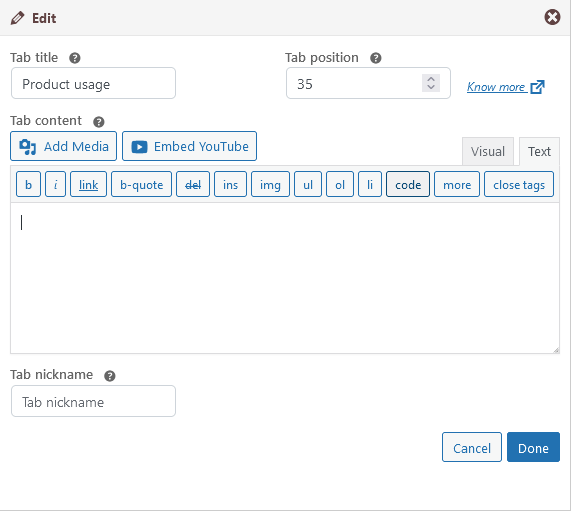 Edit
Tab title ?
Tab position ?
Product usage
35
Know more
Tab content ?
Add Media
Embed YouTube
Visual
Text
b i link b-quote del ins img ul ol li code more close tags
Tab nickname ?
Tab nickname
Cancel
Done